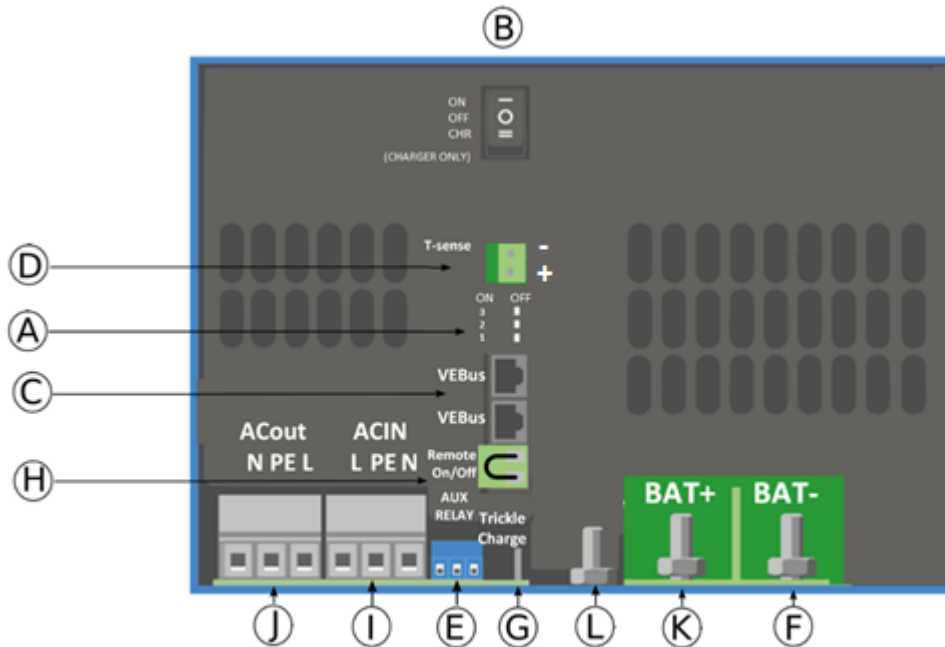 B
ON
OFF
CHR
(CHARGER ONLY)
D
T-sense
-
+
ON OFF
A
3
2
1
C
VEBus
VEBus
ACout
ACIN
N PE L
L PE N
H
Remote
On/Off
AUX
RELAY
Trickle
Charge
BAT+
BAT-
J
I
E
G
L
K
F